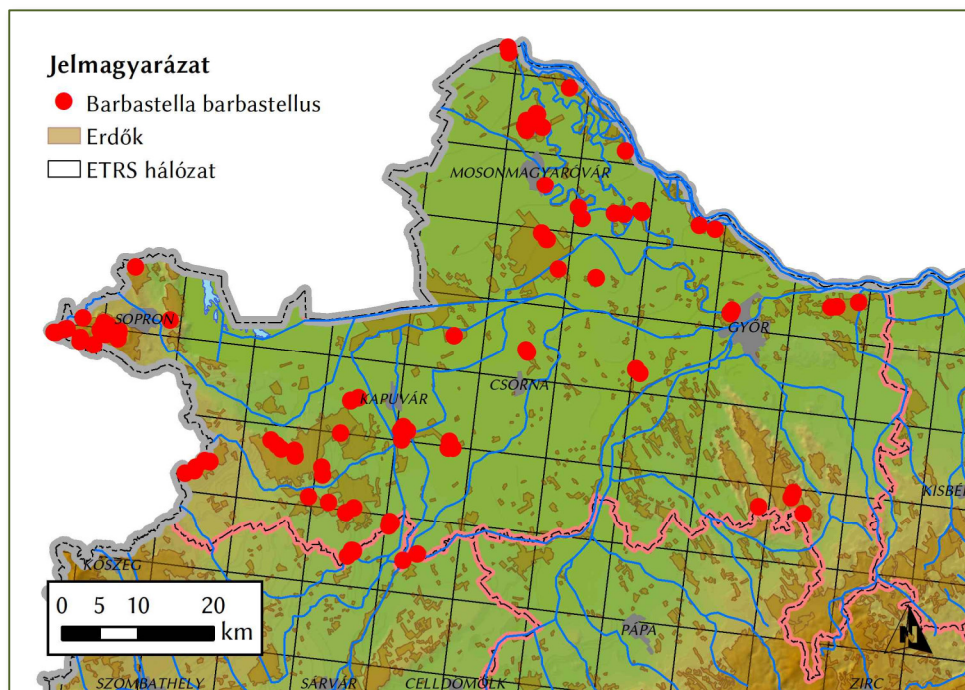 Jelmagyarázat
Barbastella barbastellus
Erdők
ETRS hálózat
MOSONMAGYARÓVÁR
SOPRON
GYŐR
CSORNA
KAPUVÁR
KŐSZEG
0 5 10 20
km
PÁPA
N
SZOMBATHELY
SÁRVÁR
CELLDÖMÖLK
ZIRC